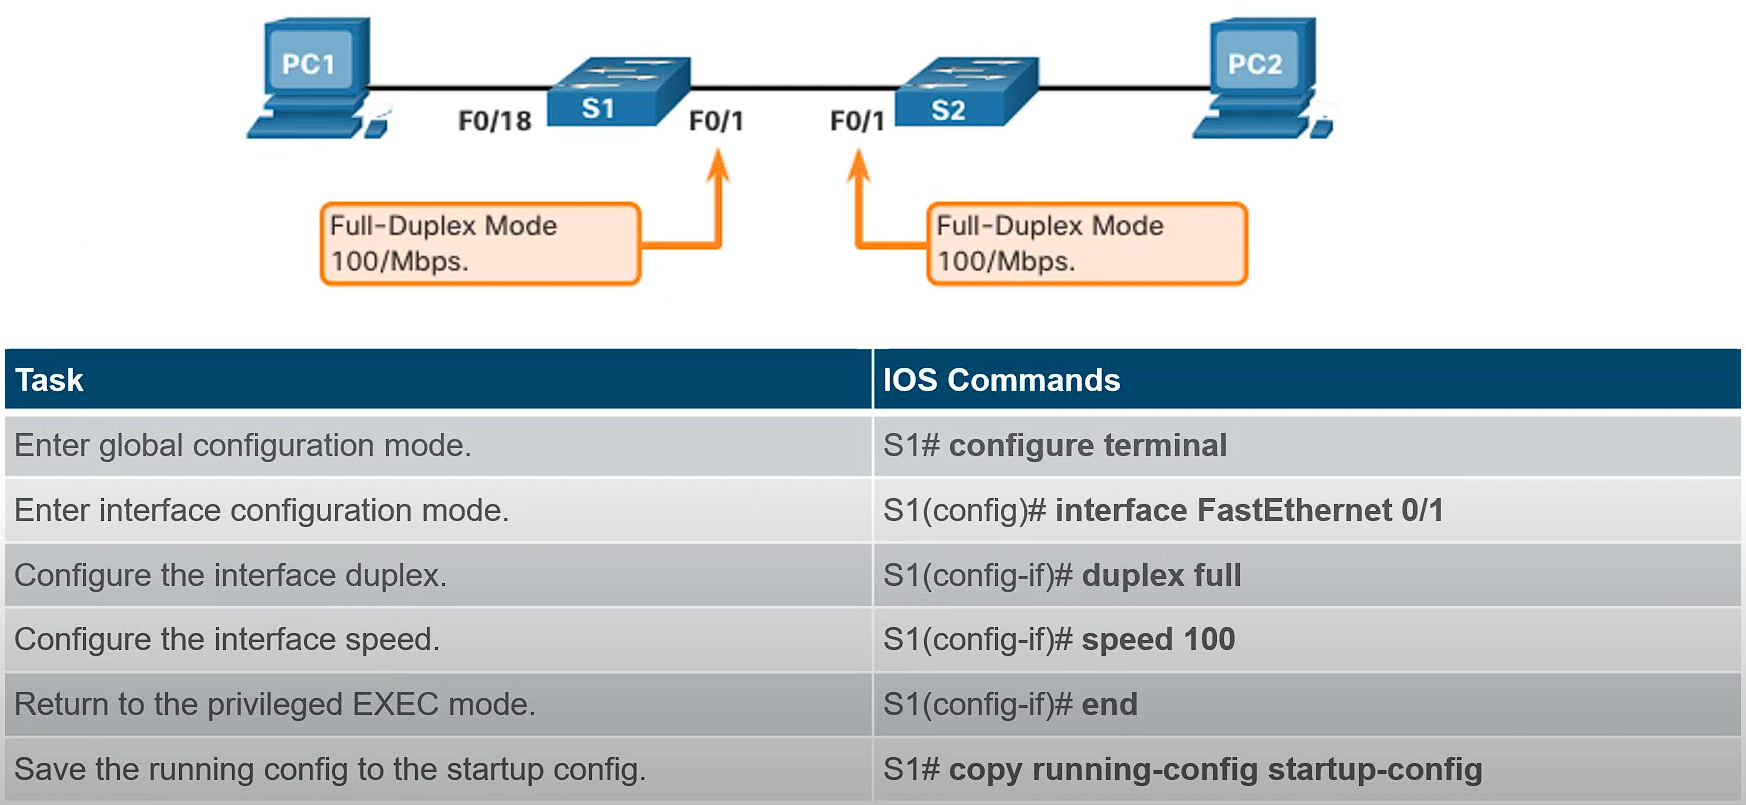 PC1
S1
S2
PC2
F0/18
F0/1
F0/1
Full-Duplex Mode
100/Mbps.
Full-Duplex Mode
100/Mbps.
Task
IOS Commands
Enter global configuration mode.
S1# configure terminal
Enter interface configuration mode.
S1(config)# interface FastEthernet 0/1
Configure the interface duplex.
S1(config-if)# duplex full
Configure the interface speed.
S1(config-if)# speed 100
Return to the privileged EXEC mode.
S1(config-if)# end
Save the running config to the startup config.
S1# copy running-config startup-config